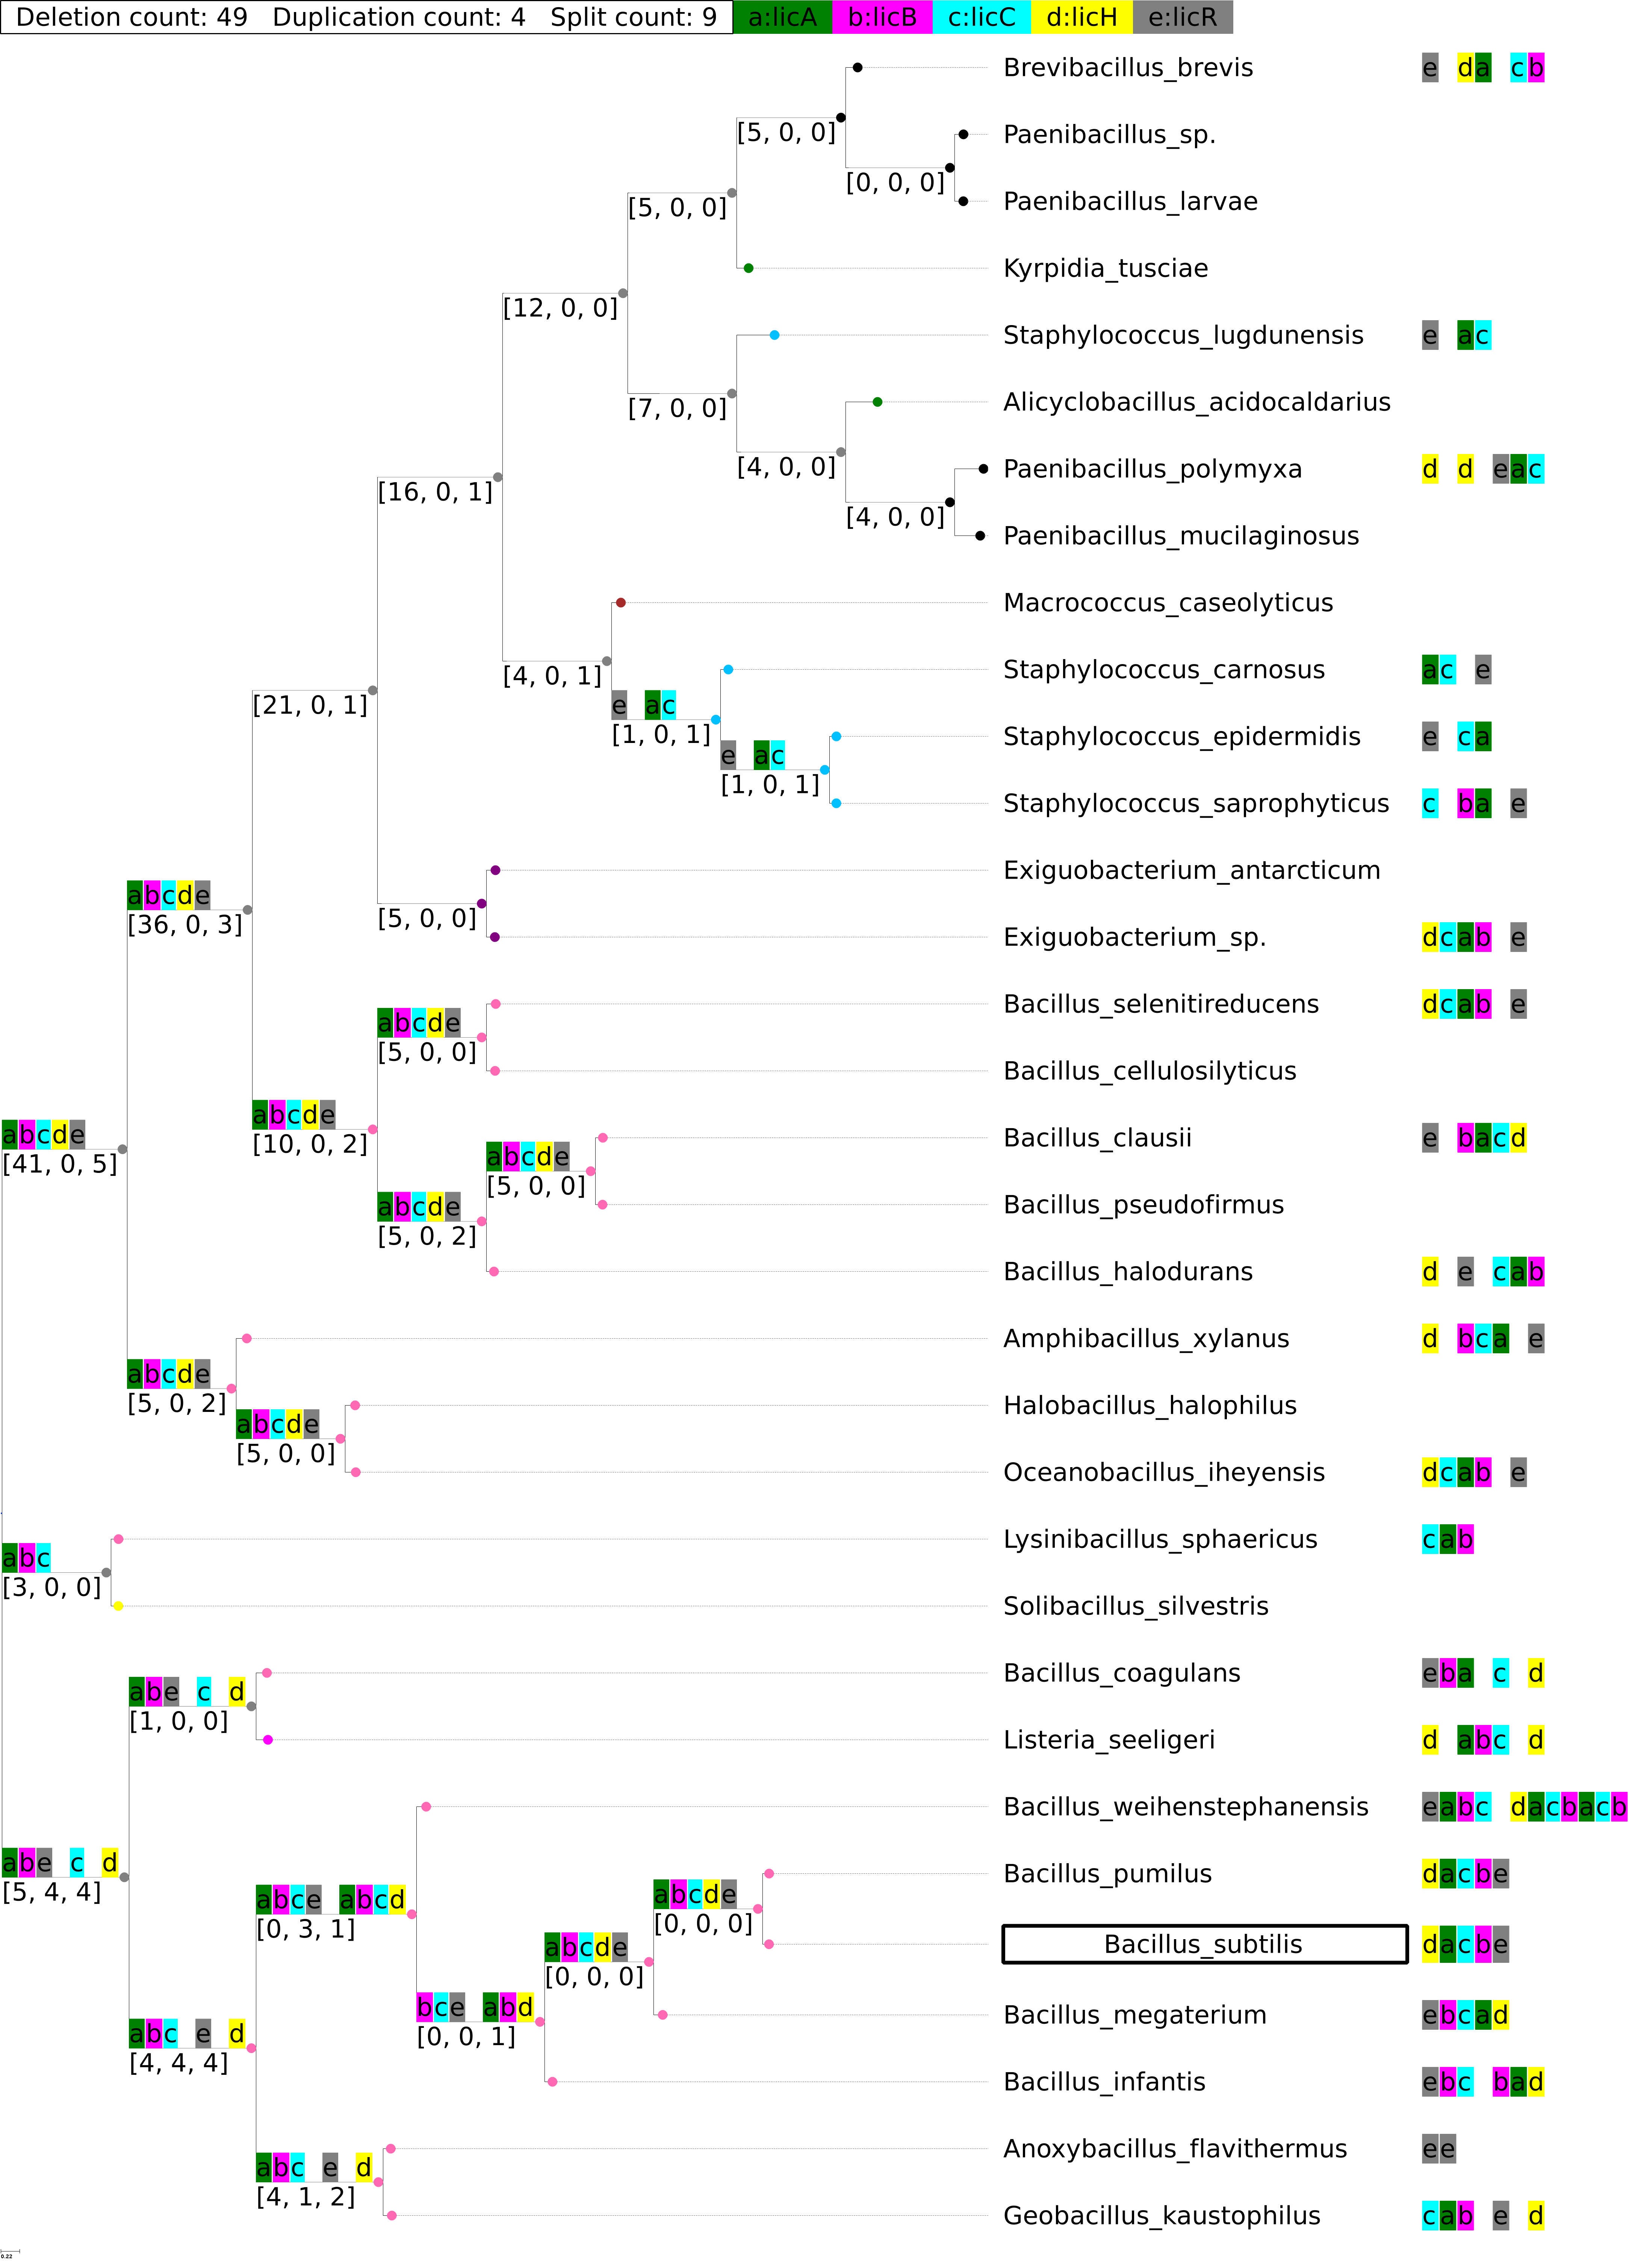 Deletion count: 49 Duplication count: 4 Split count: 9 a:licA b:licB c:licC d:licH e:licR
Brevibacillus_brevis e da cb
[5, 0, 0]
Paenibacillus_sp.
[0, 0, 0]
Paenibacillus_larvae
[5, 0, 0]
Kyrpidia_tusciae
[12, 0, 0]
Staphylococcus_lugdunensis e ac
[7, 0, 0]
Alicyclobacillus_acidocaldarius
[4, 0, 0]
Paenibacillus_polymyxa d d eac
[16, 0, 1]
[4, 0, 0]
Paenibacillus_mucilaginosus
Macrococcus_caseolyticus
[4, 0, 1]
Staphylococcus_carnosus ac e
e ac
[21, 0, 1]
[1, 0, 1]
Staphylococcus_epidermidis e ca
e ac
[1, 0, 1]
Staphylococcus_saprophyticus c ba e
Exiguobacterium_antarcticum
abcde
[36, 0, 3]
[5, 0, 0]
Exiguobacterium_sp. dcab e
Bacillus_selenitireducens dcab e
abcde
[5, 0, 0]
Bacillus_cellulosilyticus
abcde
[10, 0, 2]
abcde
[41, 0, 5]
Bacillus_clausii e bacd
abcde
[5, 0, 0]
Bacillus_pseudofirmus
abcde
[5, 0, 2]
Bacillus_halodurans d e cab
Amphibacillus_xylanus d bca e
abcde
[5, 0, 2]
Halobacillus_halophilus
abcde
[5, 0, 0]
Oceanobacillus_iheyensis dcab e
Lysinibacillus_sphaericus cab
abc
[3, 0, 0]
Solibacillus_silvestris
Bacillus_coagulans eba c d
abe c d
[1, 0, 0]
Listeria_seeligeri d abc d
Bacillus_weihenstephanensis eabc dacbacb
abe c d
[5, 4, 4]
Bacillus_pumilus dacbe
abcde
[0, 0, 0]
abce abcd
[0, 3, 1]
Bacillus_subtilis dacbe
abcde
[0, 0, 0]
bce abd
[0, 0, 1]
Bacillus_megaterium ebcad
abc e d
[4, 4, 4]
Bacillus_infantis ebc bad
Anoxybacillus_flavithermus ee
abc e d
[4, 1, 2]
Geobacillus_kaustophilus cab e d
0.22